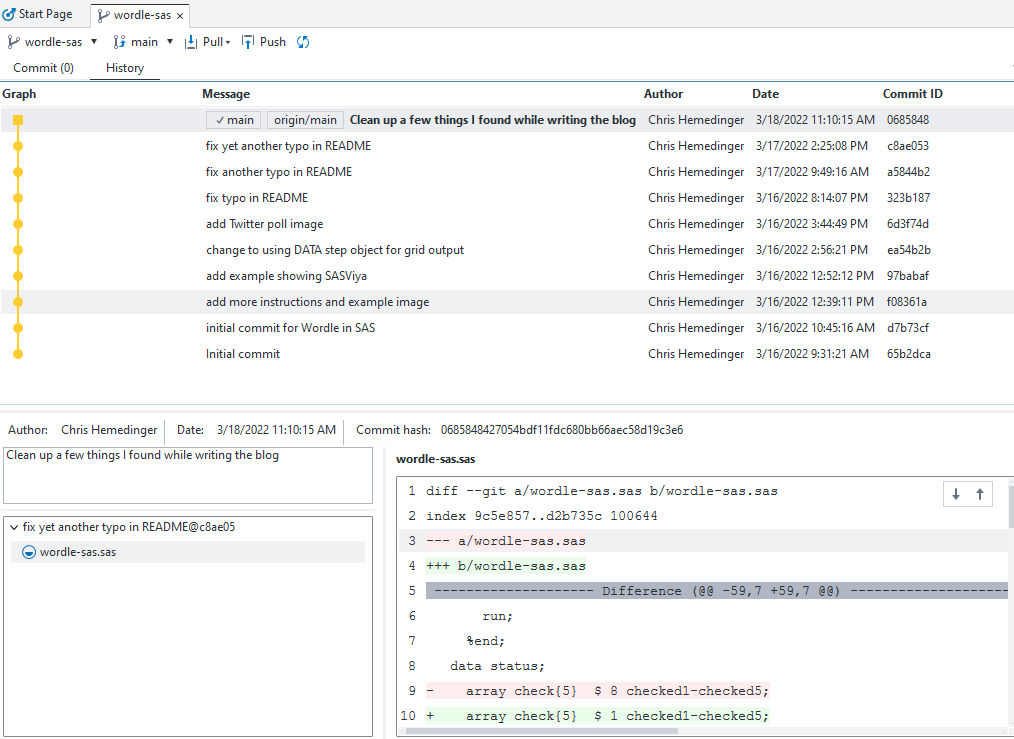 Start Page wordle-sas ×
wordle-sas main Pull Push
Commit (0) History
Graph Message Author Date Commit ID
✓ main origin/main Clean up a few things I found while writing the blog Chris Hemedinger 3/18/2022 11:10:15 AM 0685848
fix yet another typo in README Chris Hemedinger 3/17/2022 2:25:08 PM c8ae053
fix another typo in README Chris Hemedinger 3/17/2022 9:49:16 AM a5844b2
fix typo in README Chris Hemedinger 3/16/2022 8:14:07 PM 323b187
add Twitter poll image Chris Hemedinger 3/16/2022 3:44:49 PM 6d3f74d
change to using DATA step object for grid output Chris Hemedinger 3/16/2022 2:56:21 PM ea54b2b
add example showing SASViya Chris Hemedinger 3/16/2022 12:52:12 PM 97babaf
add more instructions and example image Chris Hemedinger 3/16/2022 12:39:11 PM f08361a
initial commit for Wordle in SAS Chris Hemedinger 3/16/2022 10:45:16 AM d7b73cf
Initial commit Chris Hemedinger 3/16/2022 9:31:21 AM 65b2dca
Author: Chris Hemedinger Date: 3/18/2022 11:10:15 AM Commit hash: 0685848427054bdf11fdc680bb66aec58d19c3e6
Clean up a few things I found while writing the blog
fix yet another typo in README@c8ae05
wordle-sas.sas
wordle-sas.sas
1 diff --git a/wordle-sas.sas b/wordle-sas.sas
2 index 9c5e857..d2b735c 100644
3 --- a/wordle-sas.sas
4 +++ b/wordle-sas.sas
5 -------------------- Difference (@@ -59,7 +59,7 @@) --------------------
6 run;
7 %end;
8 data status;
9 - array check{5} $ 8 checked1-checked5;
10 + array check{5} $ 1 checked1-checked5;